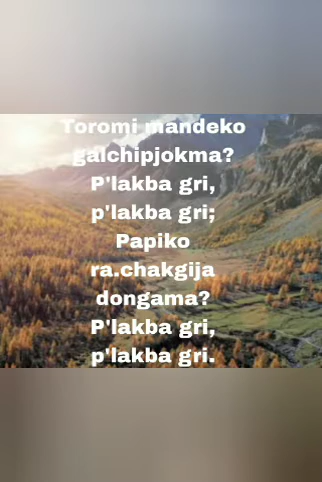 Toromi mandeko
galchipjokma?
P'lakba gri,
p'lakba gri;
Papiko
ra.chakgija
dongama?
P'lakba gri,
p'lakba gri.